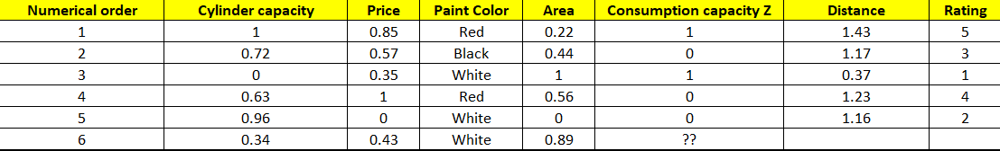 Numerical order Cylinder capacity Price Paint Color Area Consumption capacity Z Distance Rating
1 1 0.85 Red 0.22 1 1.43 5
2 0.72 0.57 Black 0.44 0 1.17 3
3 0 0.35 White 1 1 0.37 1
4 0.63 1 Red 0.56 0 1.23 4
5 0.96 0 White 0 0 1.16 2
6 0.34 0.43 White 0.89 ??